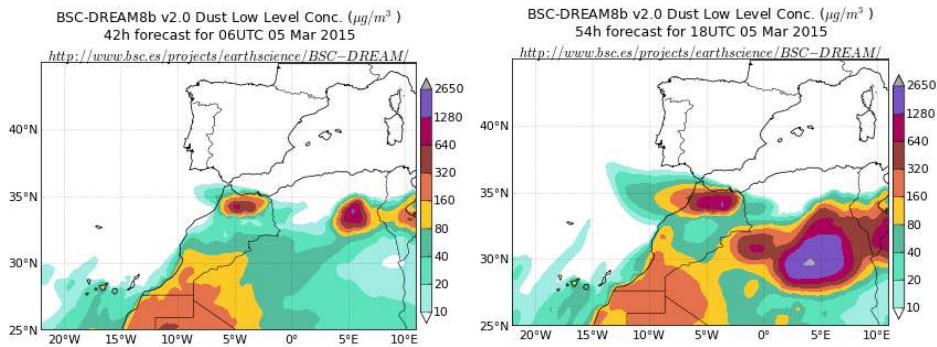 BSC-DREAM8b v2.0 Dust Low Level Conc. (μg/m³ )
42h forecast for 06UTC 05 Mar 2015
http://www.bsc.es/projects/earthscience/BSC−DREAM/
40°N
35°N
30°N
25°N
20°W 15°W 10°W 5°W 0° 5°E 10°E
2650
1280
640
320
160
80
40
20
10
BSC-DREAM8b v2.0 Dust Low Level Conc. (μg/m³ )
54h forecast for 18UTC 05 Mar 2015
http://www.bsc.es/projects/earthscience/BSC−DREAM/
40°N
35°N
30°N
25°N
20°W 15°W 10°W 5°W 0° 5°E 10°E
2650
1280
640
320
160
80
40
20
10